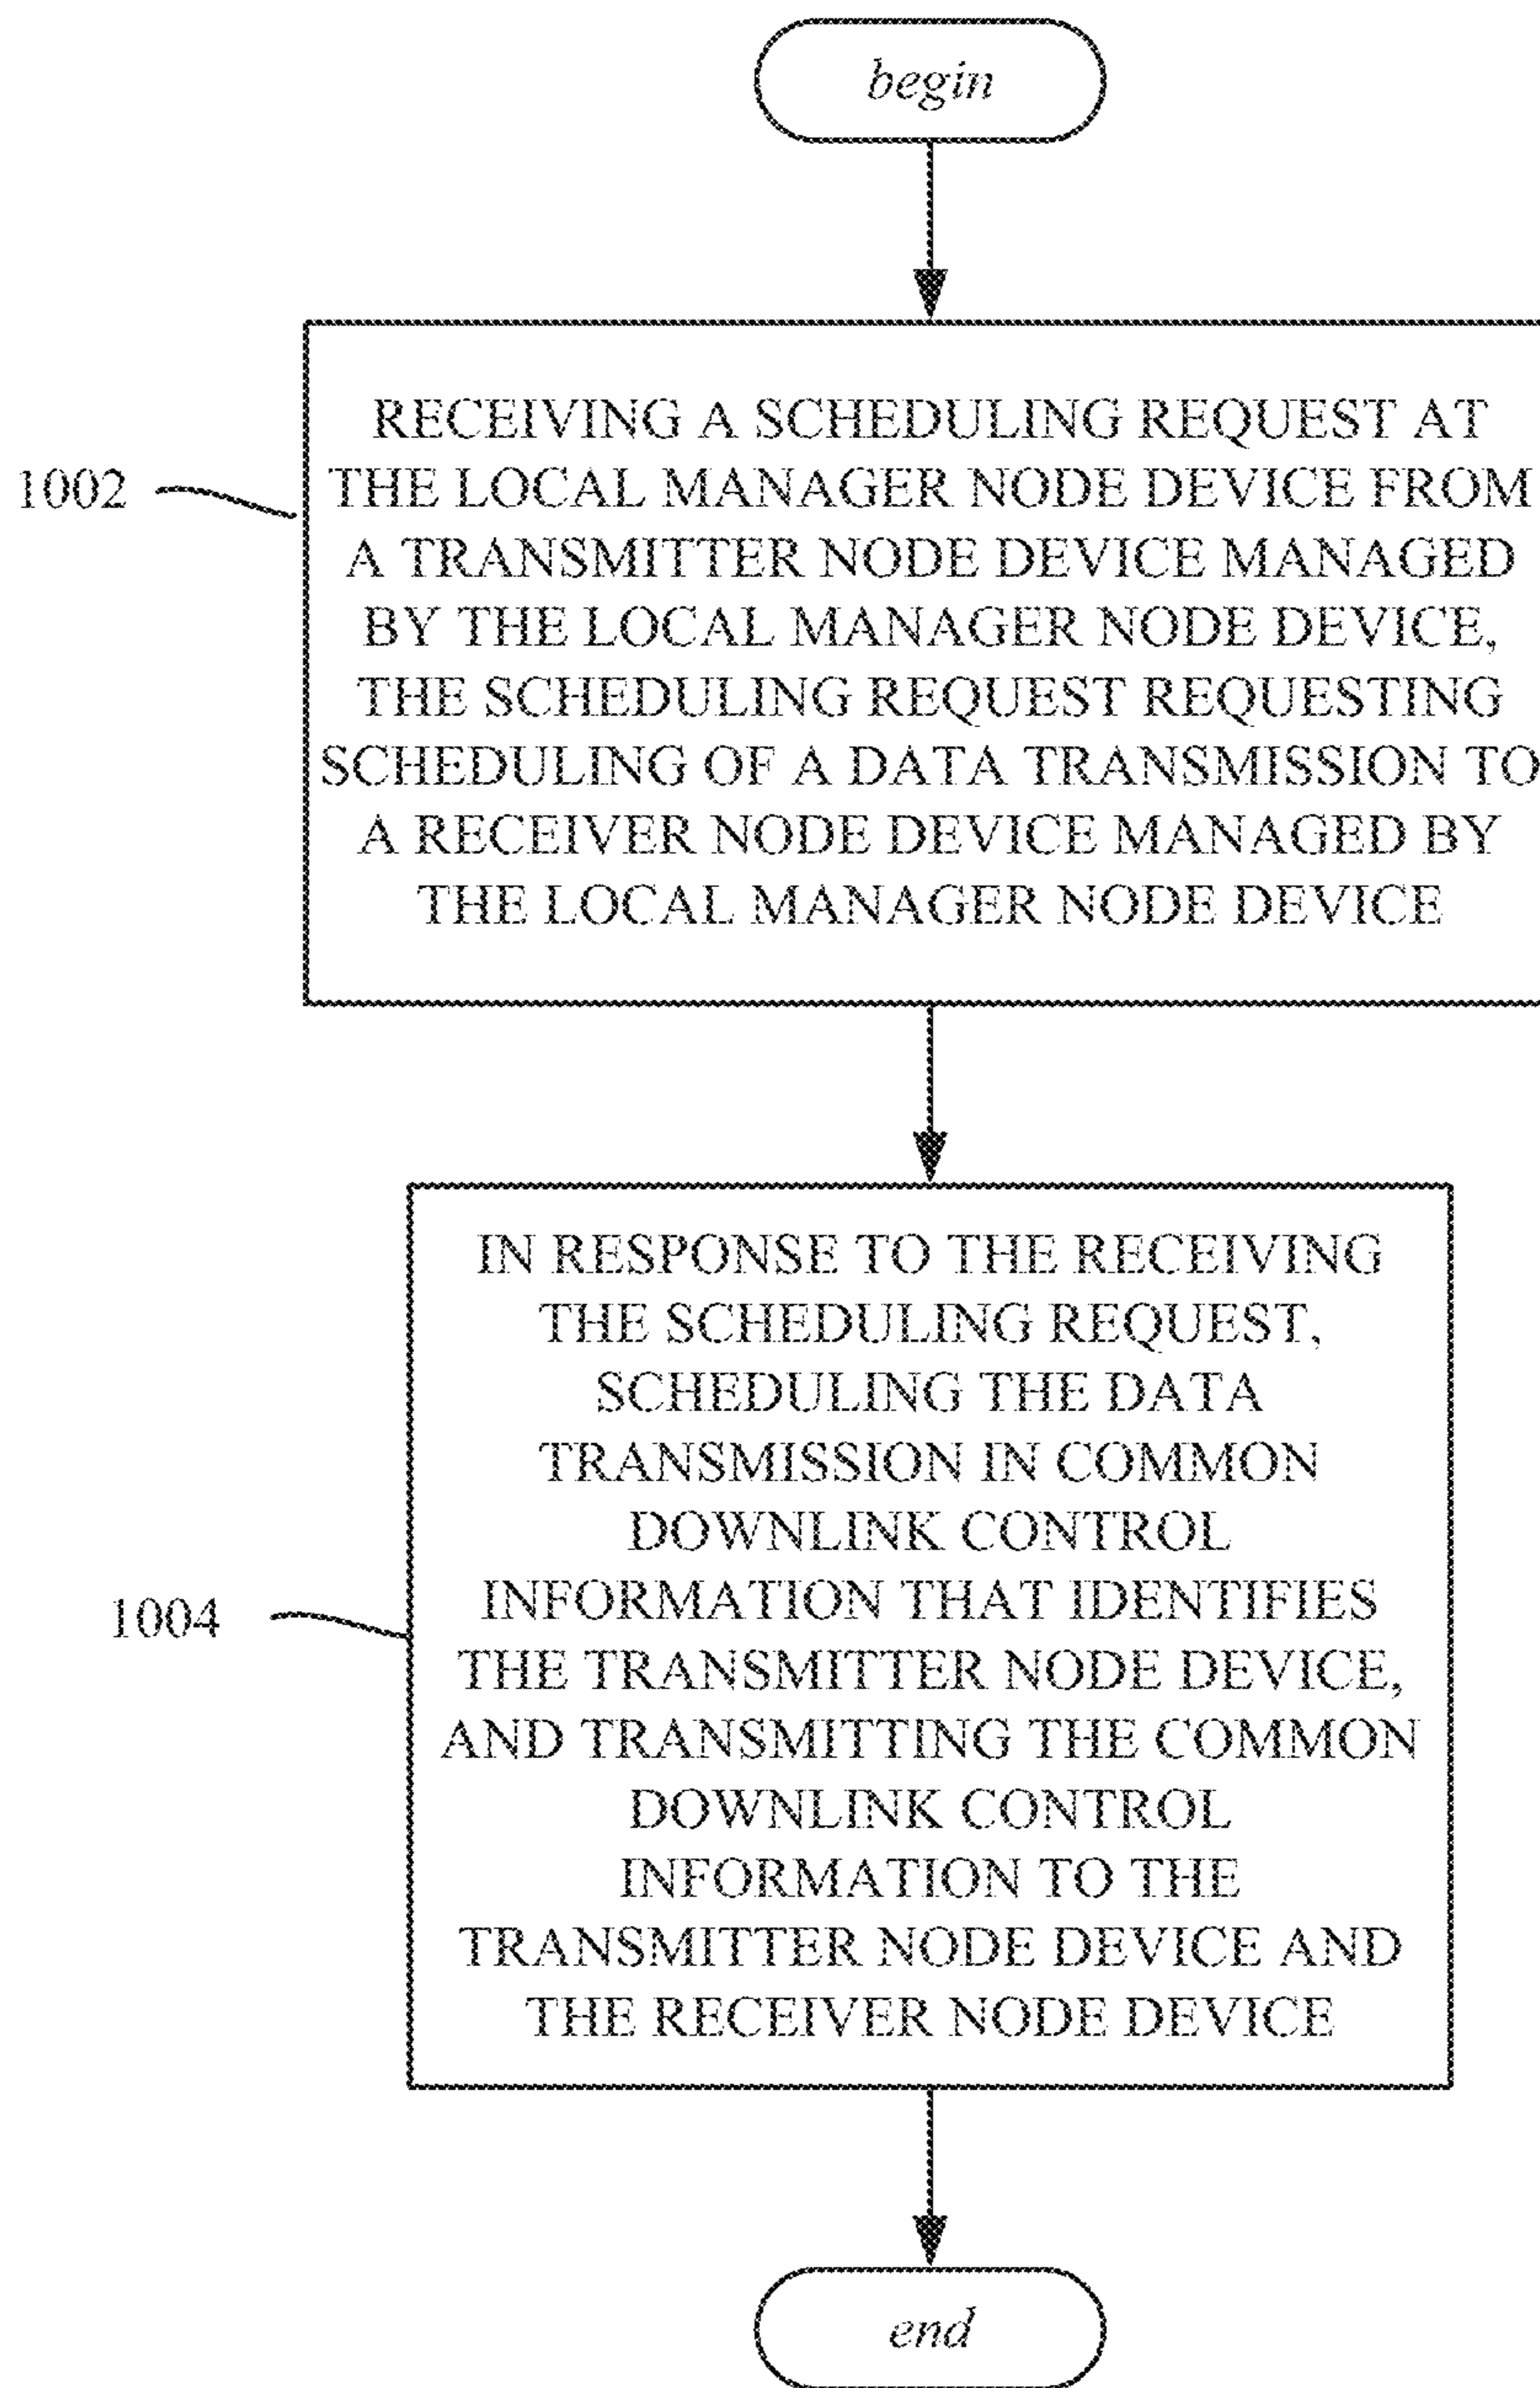 begin
RECEIVING A SCHEDULING REQUEST AT
THE LOCAL MANAGER NODE DEVICE FROM
A TRANSMITTER NODE DEVICE MANAGED
BY THE LOCAL MANAGER NODE DEVICE,
THE SCHEDULING REQUEST REQUESTING
SCHEDULING OF A DATA TRANSMISSION TO
A RECEIVER NODE DEVICE MANAGED BY
THE LOCAL MANAGER NODE DEVICE
1002
IN RESPONSE TO THE RECEIVING
THE SCHEDULING REQUEST,
SCHEDULING THE DATA
TRANSMISSION IN COMMON
DOWNLINK CONTROL
INFORMATION THAT IDENTIFIES
THE TRANSMITTER NODE DEVICE,
AND TRANSMITTING THE COMMON
DOWNLINK CONTROL
INFORMATION TO THE
TRANSMITTER NODE DEVICE AND
THE RECEIVER NODE DEVICE
1004
end